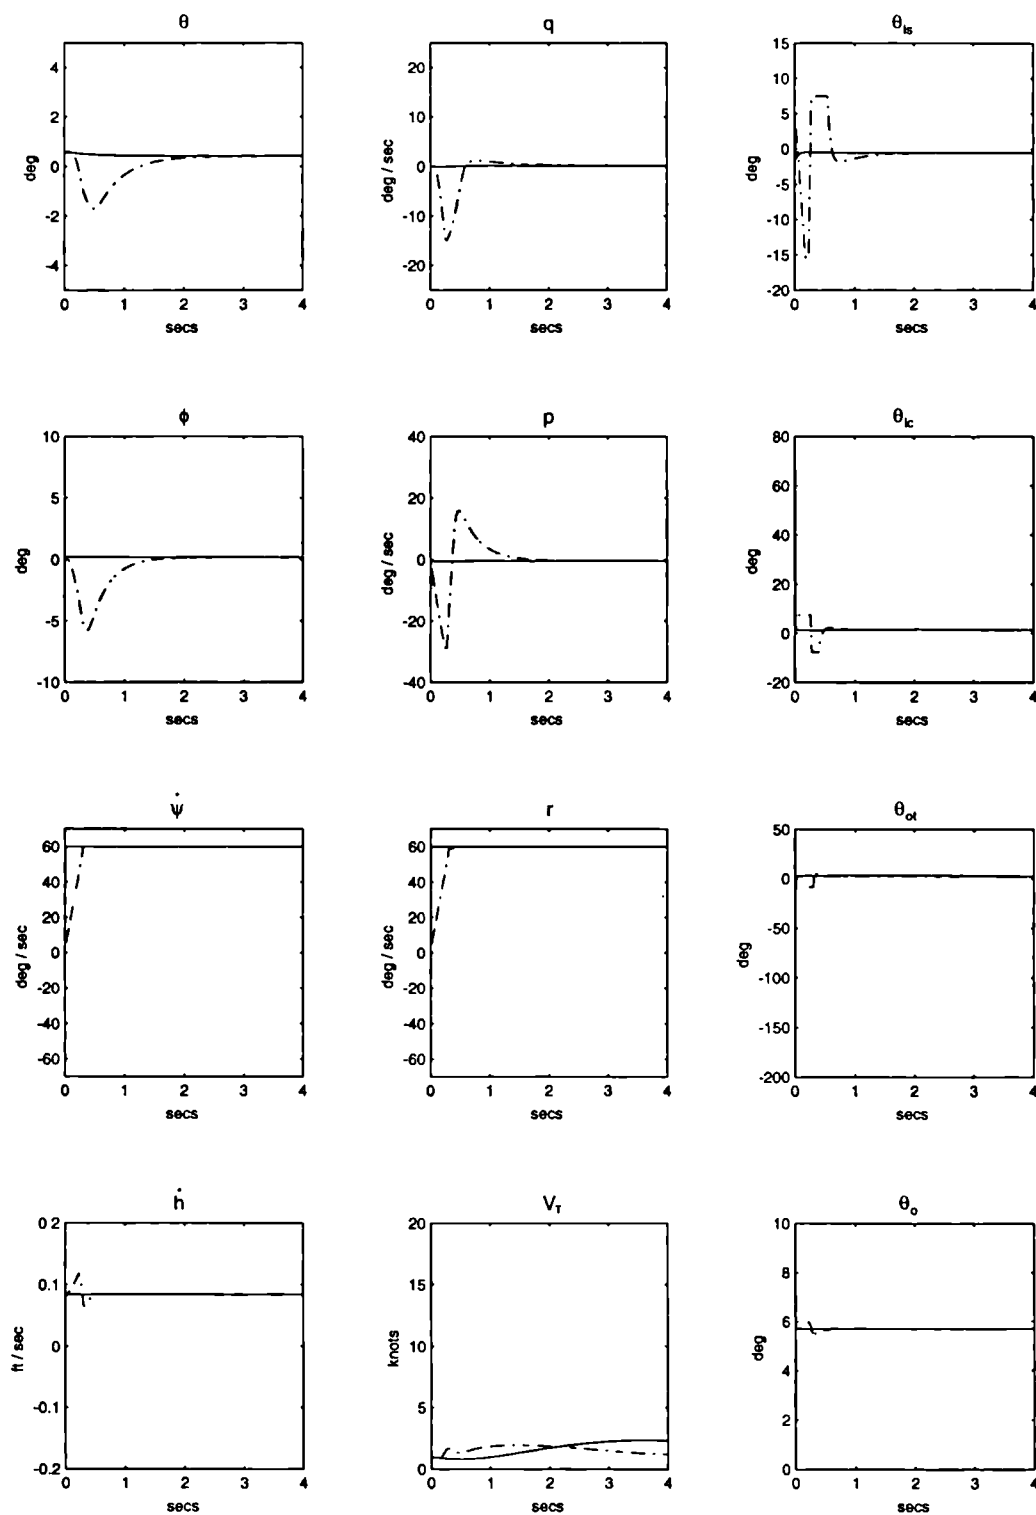 θ
q
θ_ls
4
2
0
-2
-4
deg
0 1 2 3 4
secs
20
10
0
-10
-20
deg / sec
0 1 2 3 4
secs
15
10
5
0
-5
-10
-15
-20
deg
0 1 2 3 4
secs
ϕ
p
θ_lc
10
5
0
-5
-10
deg
0 1 2 3 4
secs
40
20
0
-20
-40
deg / sec
0 1 2 3 4
secs
80
60
40
20
0
-20
deg
0 1 2 3 4
secs
ψ̇
r
θ_ot
60
40
20
0
-20
-40
-60
deg / sec
0 1 2 3 4
secs
60
40
20
0
-20
-40
-60
deg / sec
0 1 2 3 4
secs
50
0
-50
-100
-150
-200
deg
0 1 2 3 4
secs
ḣ
V_T
θ_o
0.2
0.1
0
-0.1
-0.2
ft / sec
0 1 2 3 4
secs
20
15
10
5
0
knots
0 1 2 3 4
secs
10
8
6
4
2
0
deg
0 1 2 3 4
secs